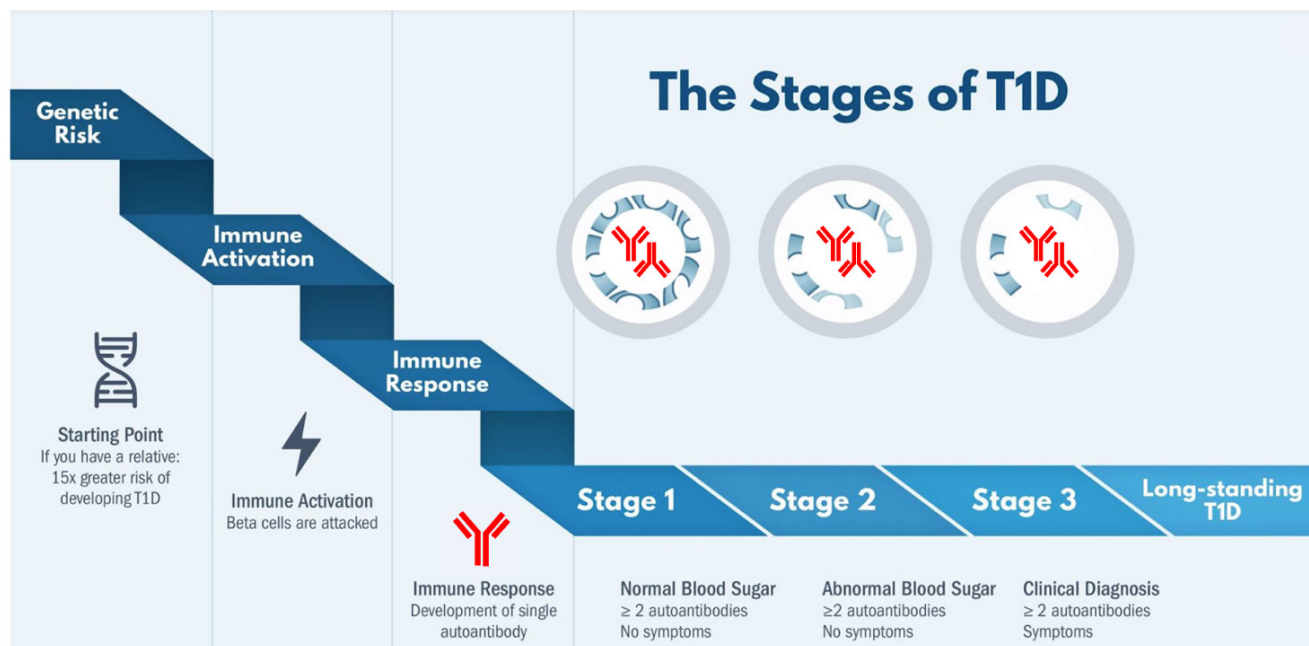 The Stages of T1D
Genetic
Risk
Immune
Activation
Immune
Response
Starting Point
If you have a relative:
15x greater risk of
developing T1D
Immune Activation
Beta cells are attacked
Immune Response
Development of single
autoantibody
Stage 1
Stage 2
Stage 3
Long-standing
T1D
Normal Blood Sugar
≥ 2 autoantibodies
No symptoms
Abnormal Blood Sugar
≥2 autoantibodies
No symptoms
Clinical Diagnosis
≥ 2 autoantibodies
Symptoms